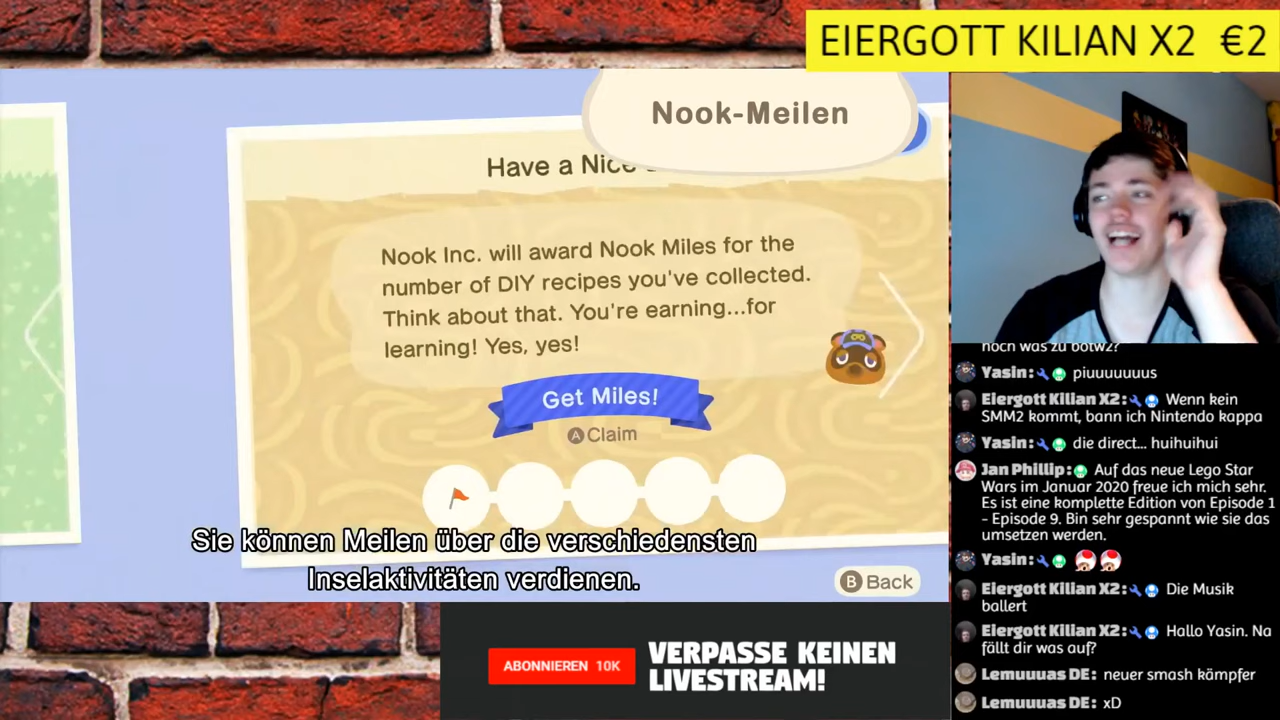 EIERGOTT KILIAN X2 €2
Nook-Meilen
Have a Nice
Nook Inc. will award Nook Miles for the
number of DIY recipes you've collected.
Think about that. You're earning...for
learning! Yes, yes!
Get Miles!
A Claim
Sie können Meilen über die verschiedensten
Inselaktivitäten verdienen.
B Back
ABONNIEREN 10K
VERPASSE KEINEN
LIVESTREAM!
noch was zu botw2?
Yasin: piuuuuuus
Eiergott Kilian X2: Wenn kein
SMM2 kommt, bann ich Nintendo kappa
Yasin: die direct... huihuihui
Jan Phillip: Auf das neue Lego Star
Wars im Januar 2020 freue ich mich sehr.
Es ist eine komplette Edition von Episode 1
- Episode 9. Bin sehr gespannt wie sie das
umsetzen werden.
Yasin:
Eiergott Kilian X2: Die Musik
ballert
Eiergott Kilian X2: Hallo Yasin. Na
fällt dir was auf?
Lemuuuas DE: neuer smash kämpfer
Lemuuuas DE: xD